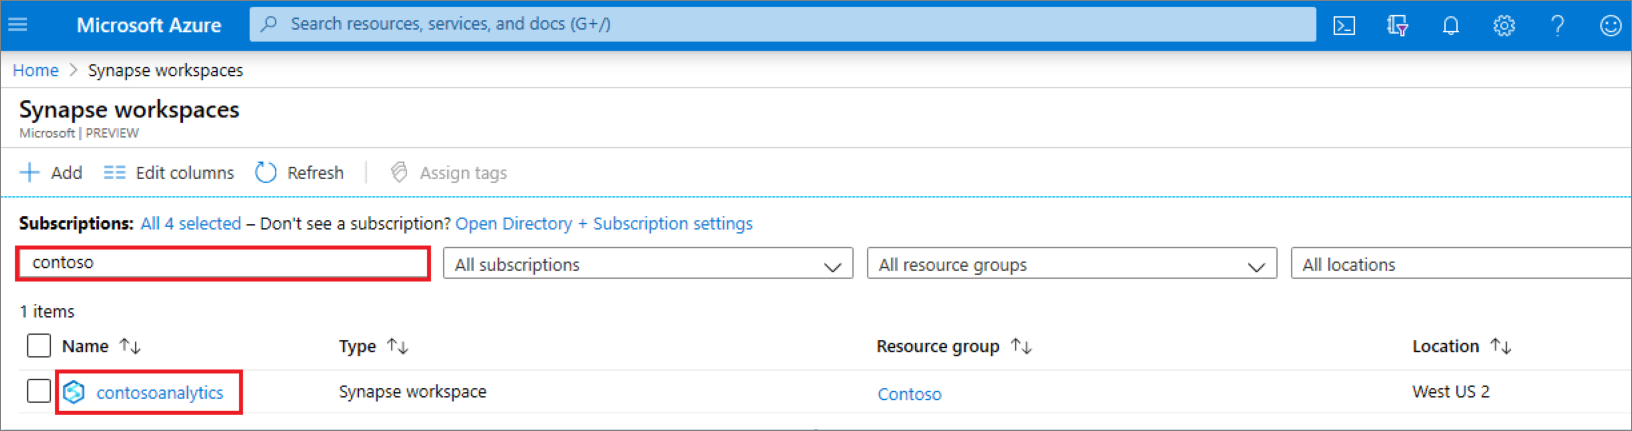 Microsoft Azure Search resources, services, and docs (G+/)
Home > Synapse workspaces
Synapse workspaces
Microsoft | PREVIEW
Add Edit columns Refresh Assign tags
Subscriptions: All 4 selected – Don't see a subscription? Open Directory + Subscription settings
contoso All subscriptions All resource groups All locations
1 items
Name Type Resource group Location
contosoanalytics Synapse workspace Contoso West US 2